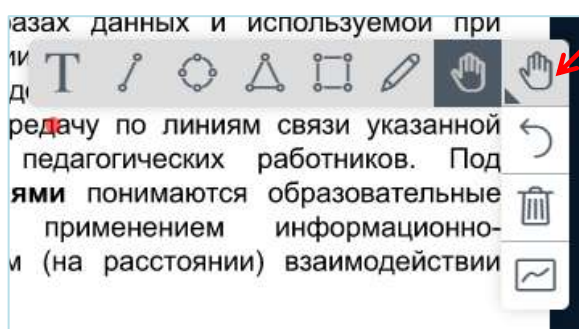 азах данных и используемой при
T
редачу по линиям связи указанной
педагогических работников. Под
ями понимаются образовательные
применением информационно-
м (на расстоянии) взаимодействии